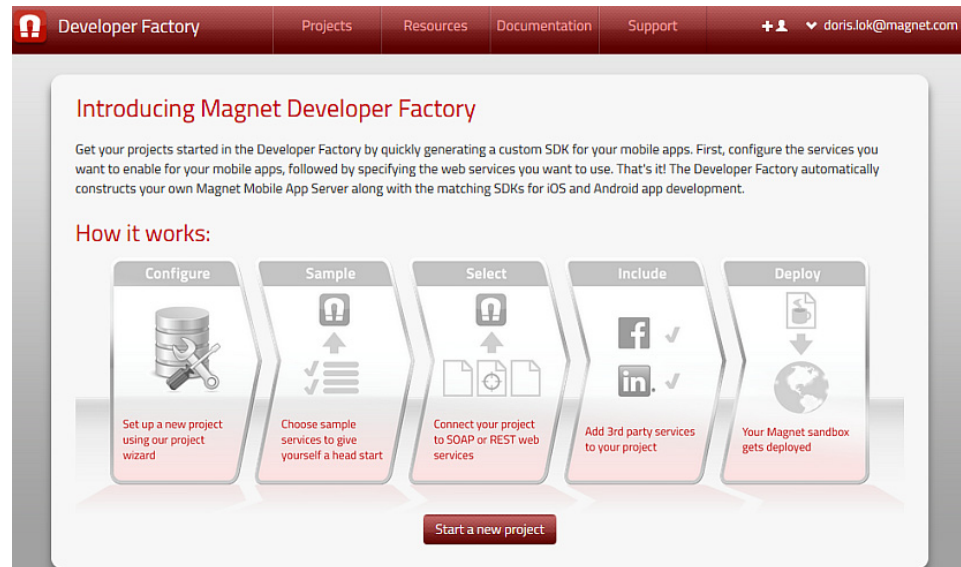 Developer Factory Projects Resources Documentation Support doris.lok@magnet.com
Introducing Magnet Developer Factory
Get your projects started in the Developer Factory by quickly generating a custom SDK for your mobile apps. First, configure the services you
want to enable for your mobile apps, followed by specifying the web services you want to use. That's it! The Developer Factory automatically
constructs your own Magnet Mobile App Server along with the matching SDKs for iOS and Android app development.
How it works:
Configure
Set up a new project
using our project
wizard
Sample
Choose sample
services to give
yourself a head start
Select
Connect your project
to SOAP or REST web
services
Include
in.
Add 3rd party services
to your project
Deploy
Your Magnet sandbox
gets deployed
Start a new project